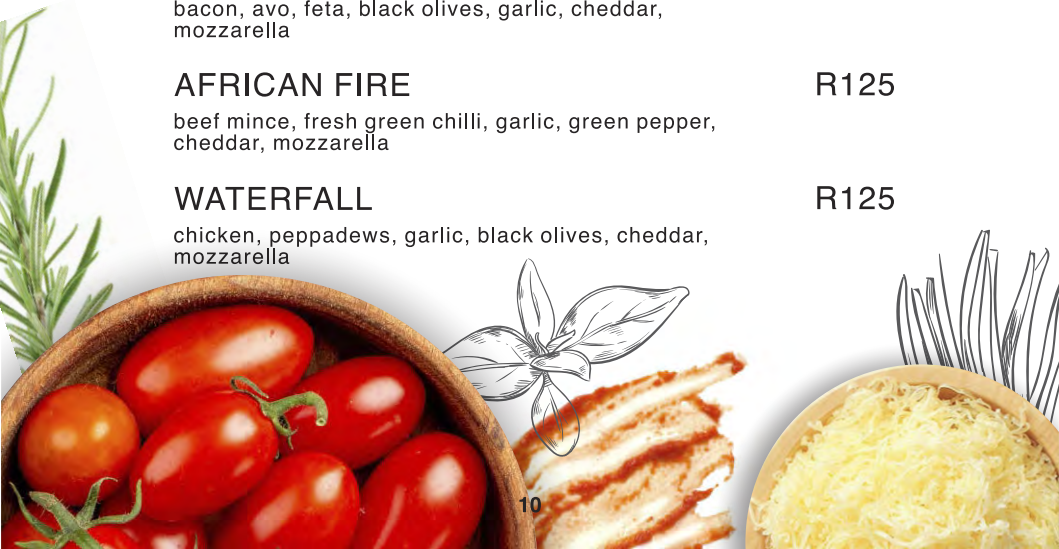 bacon, avo, feta, black olives, garlic, cheddar,
mozzarella
AFRICAN FIRE R125
beef mince, fresh green chilli, garlic, green pepper,
cheddar, mozzarella
WATERFALL R125
chicken, peppadews, garlic, black olives, cheddar,
mozzarella
10